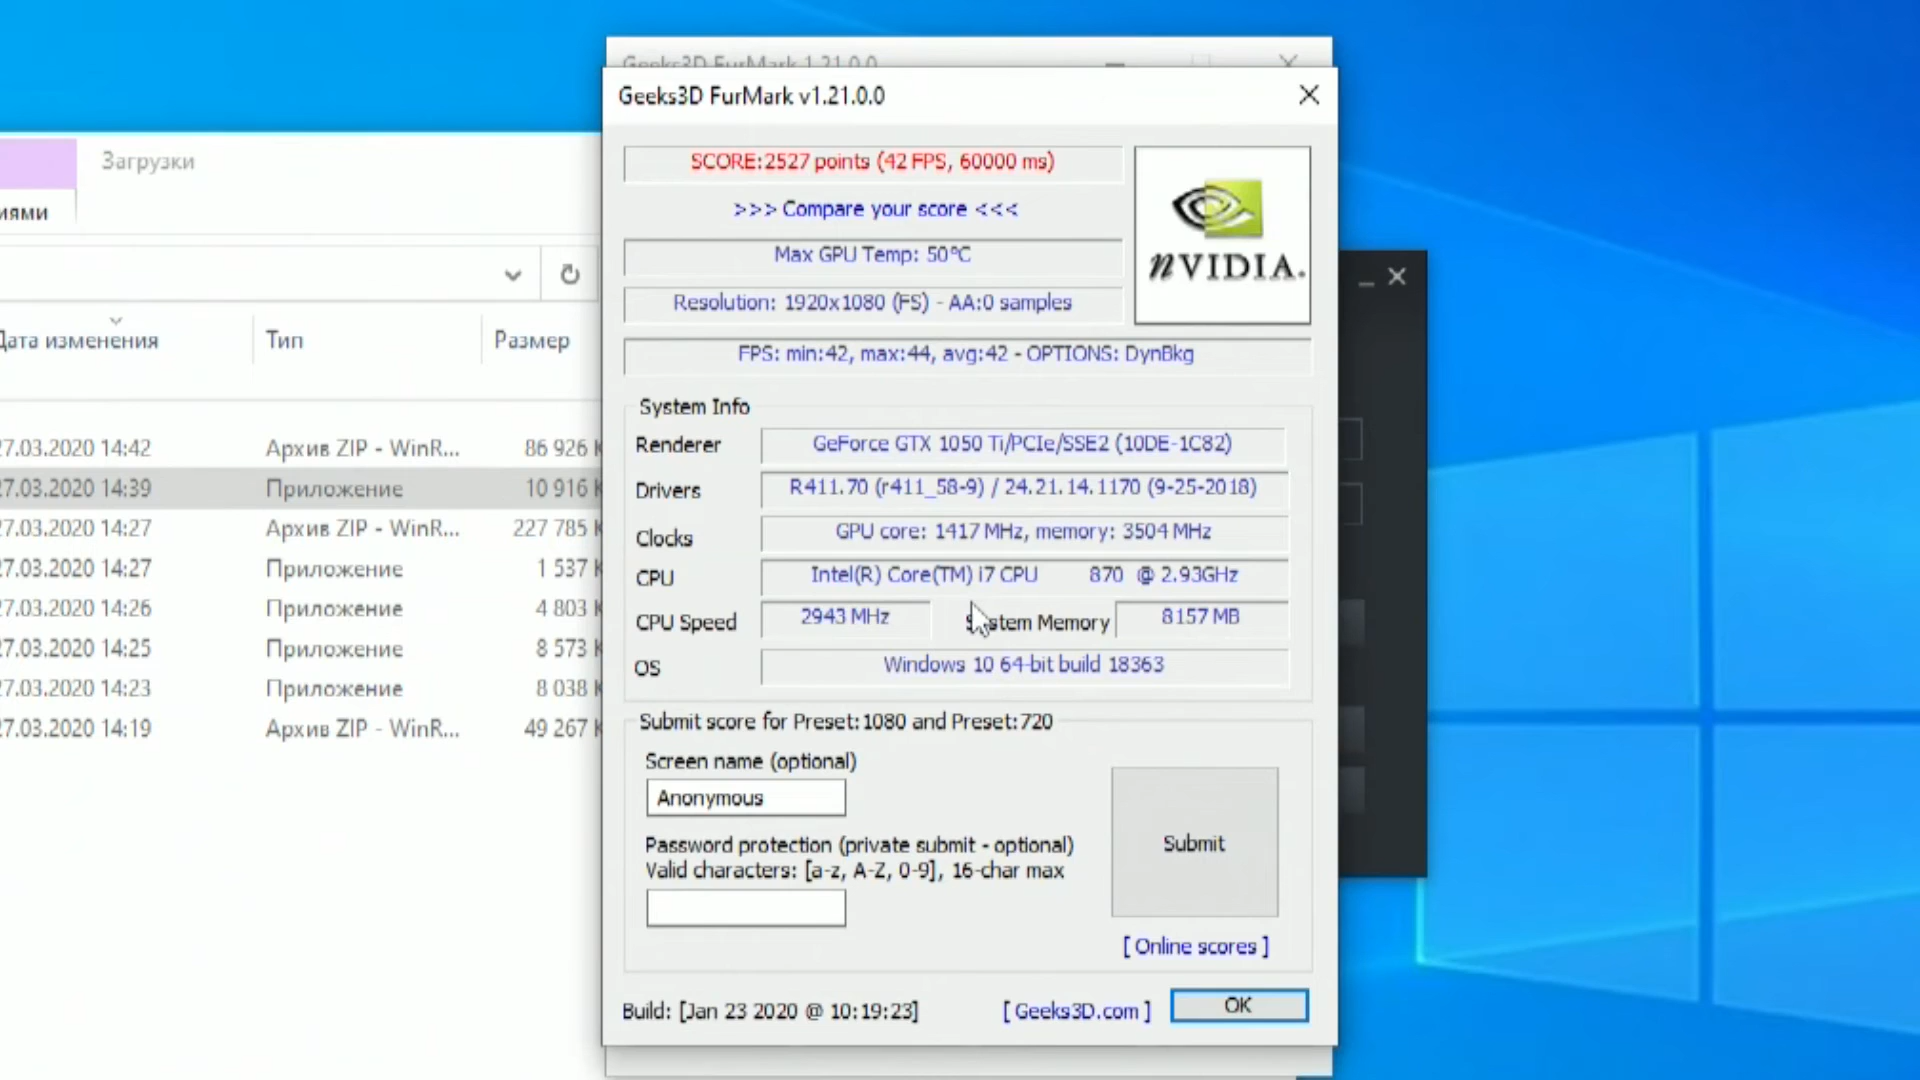 Geeks3D FurMark 1.21.0.0
Geeks3D FurMark v1.21.0.0
Загрузки
иями
Дата изменения
Тип
Размер
27.03.2020 14:42 Архив ZIP - WinR... 86 926 K
27.03.2020 14:39 Приложение 10 916 K
27.03.2020 14:27 Архив ZIP - WinR... 227 785 K
27.03.2020 14:27 Приложение 1 537 K
27.03.2020 14:26 Приложение 4 803 K
27.03.2020 14:25 Приложение 8 573 K
27.03.2020 14:23 Приложение 8 038 K
27.03.2020 14:19 Архив ZIP - WinR... 49 267 K
SCORE:2527 points (42 FPS, 60000 ms)
>>> Compare your score <<<
Max GPU Temp: 50°C
Resolution: 1920x1080 (FS) - AA:0 samples
nVIDIA.
FPS: min:42, max:44, avg:42 - OPTIONS: DynBkg
System Info
Renderer GeForce GTX 1050 Ti/PCIe/SSE2 (10DE-1C82)
Drivers R411.70 (r411_58-9) / 24.21.14.1170 (9-25-2018)
Clocks GPU core: 1417 MHz, memory: 3504 MHz
CPU Intel(R) Core(TM) i7 CPU 870 @ 2.93GHz
CPU Speed 2943 MHz System Memory 8157 MB
OS Windows 10 64-bit build 18363
Submit score for Preset:1080 and Preset:720
Screen name (optional)
Anonymous
Password protection (private submit - optional)
Valid characters: [a-z, A-Z, 0-9], 16-char max
Submit
[ Online scores ]
Build: [Jan 23 2020 @ 10:19:23]
[ Geeks3D.com ]
OK